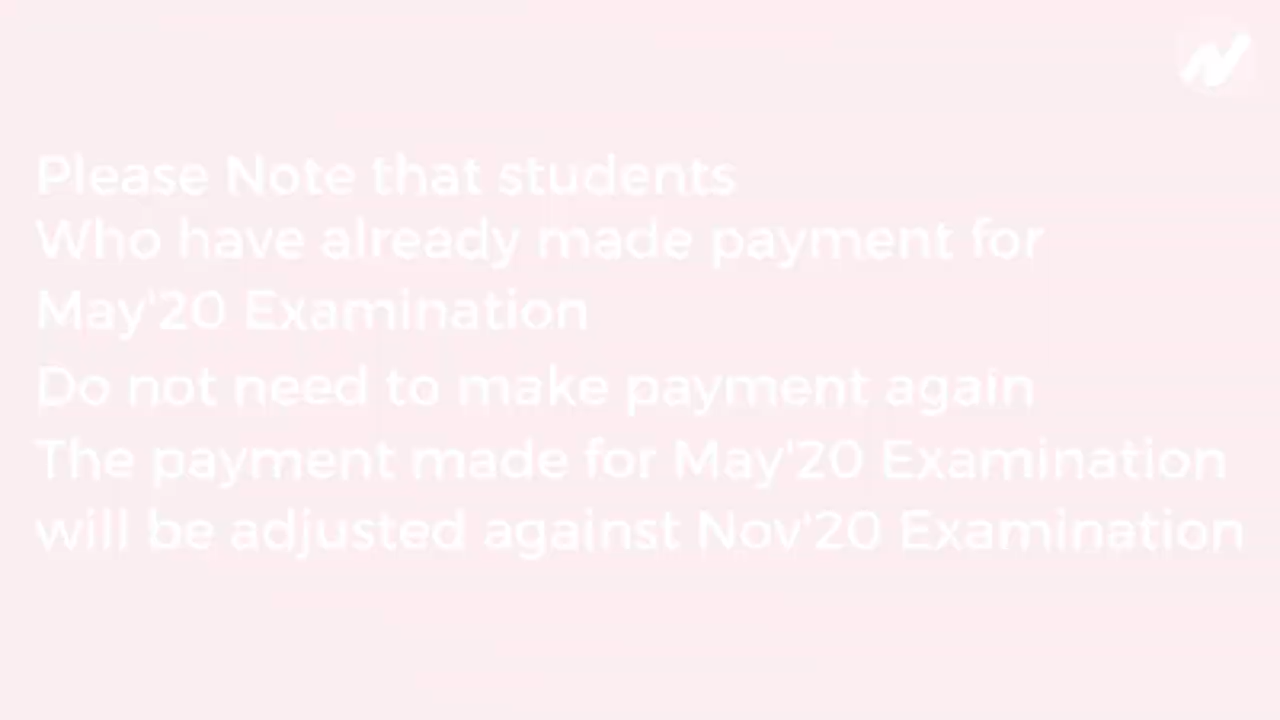 Please Note that students
Who have already made payment for
May'20 Examination
Do not need to make payment again
The payment made for May'20 Examination
will be adjusted against Nov'20 Examination